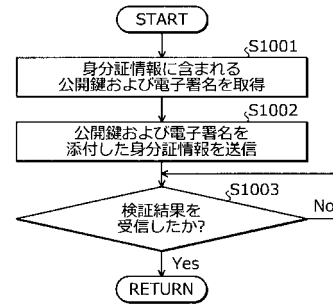 START
S1001
身分証情報に含まれる
公開鍵および電子署名を取得
S1002
公開鍵および電子署名を
添付した身分証情報を送信
S1003
検証結果を
受信したか?
No
Yes
RETURN